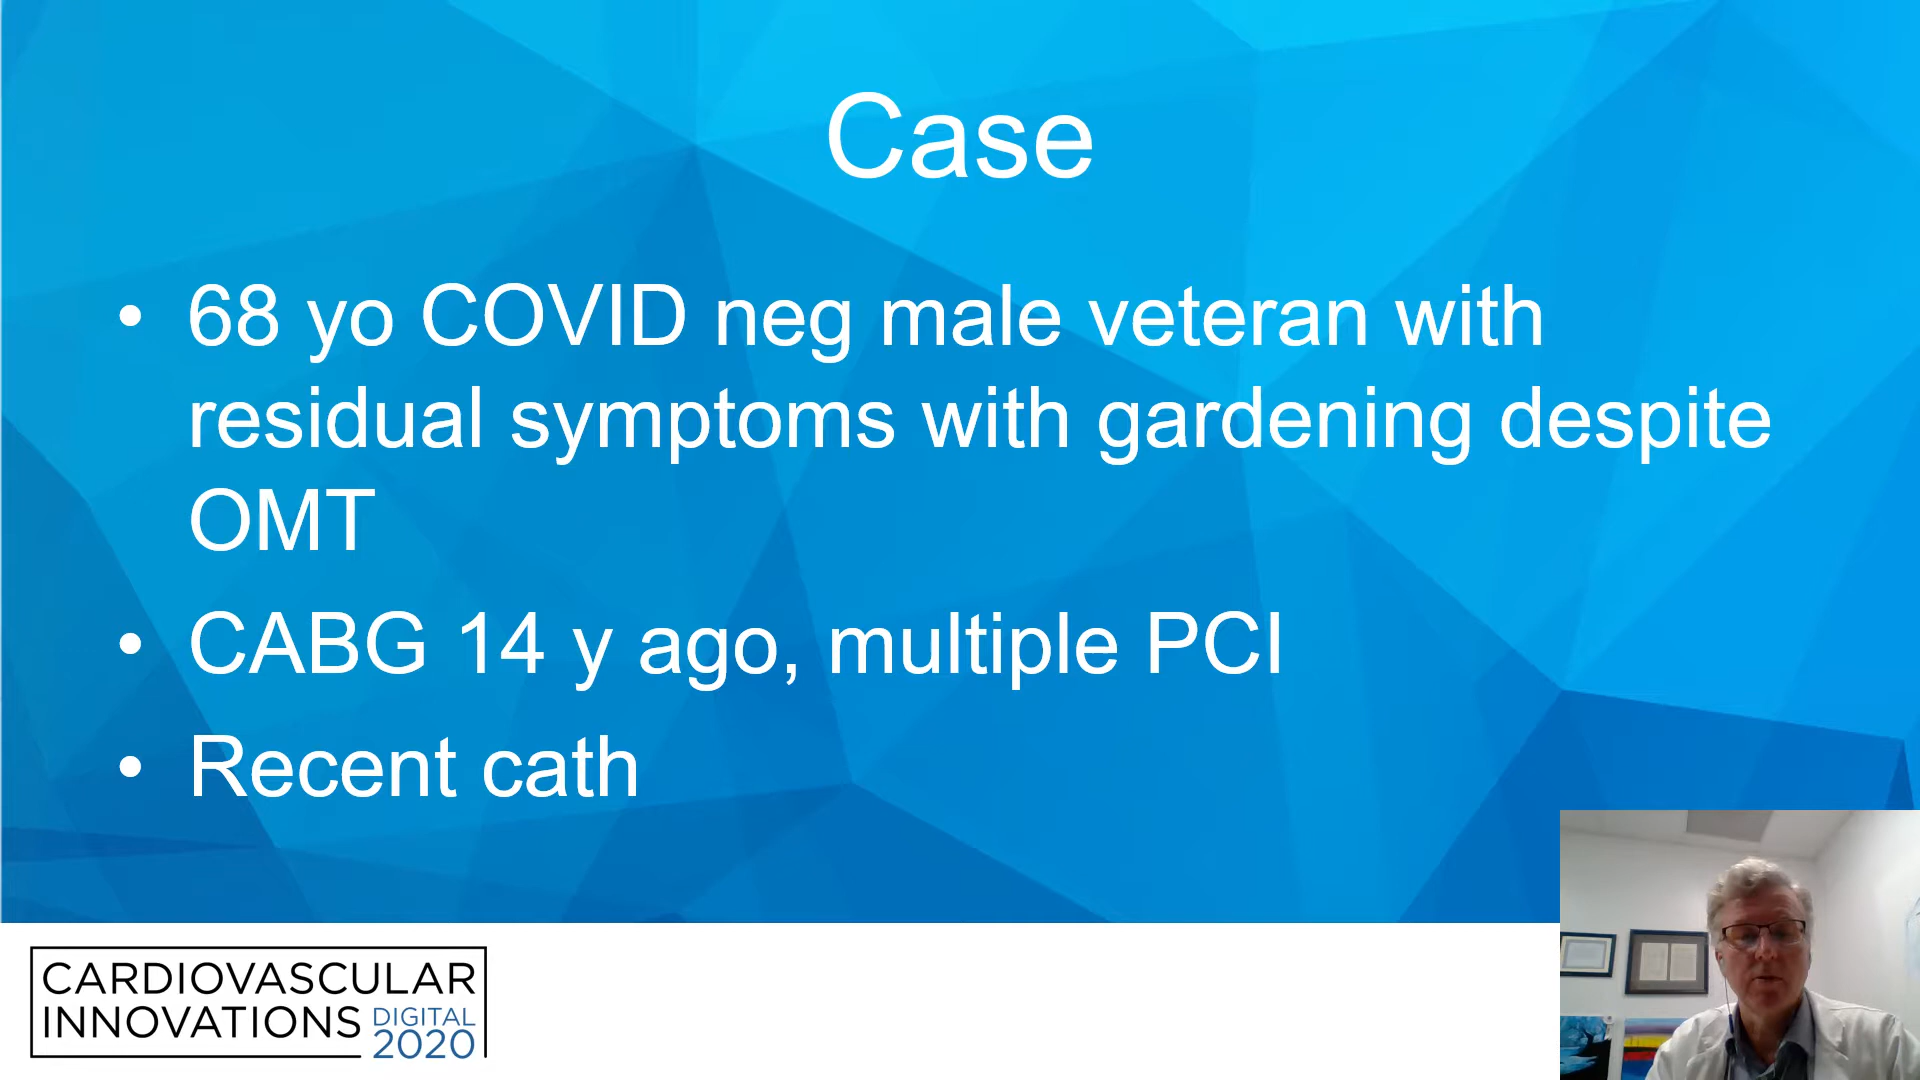 Case
• 68 yo COVID neg male veteran with
residual symptoms with gardening despite
OMT
• CABG 14 y ago, multiple PCI
• Recent cath
CARDIOVASCULAR
INNOVATIONS DIGITAL
2020